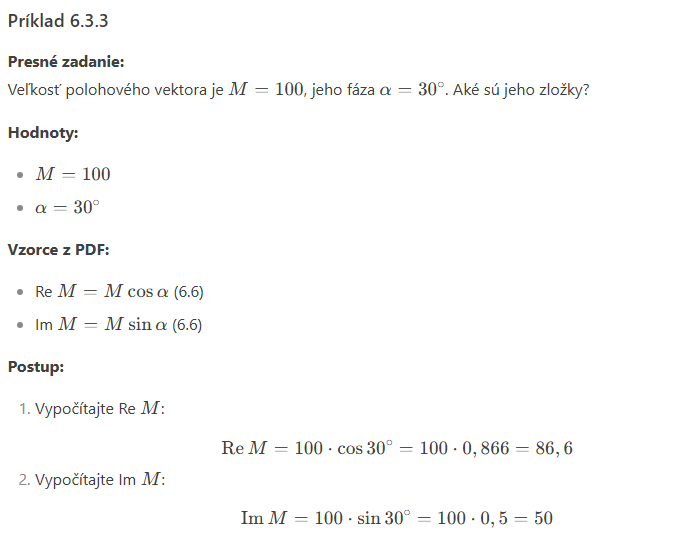 Príklad 6.3.3
Presné zadanie:
Veľkosť polohového vektora je M = 100, jeho fáza α = 30°. Aké sú jeho zložky?
Hodnoty:
• M = 100
• α = 30°
Vzorce z PDF:
• Re M = M cos α (6.6)
• Im M = M sin α (6.6)
Postup:
1. Vypočítajte Re M:
Re M = 100 · cos 30° = 100 · 0,866 = 86,6
2. Vypočítajte Im M:
Im M = 100 · sin 30° = 100 · 0,5 = 50